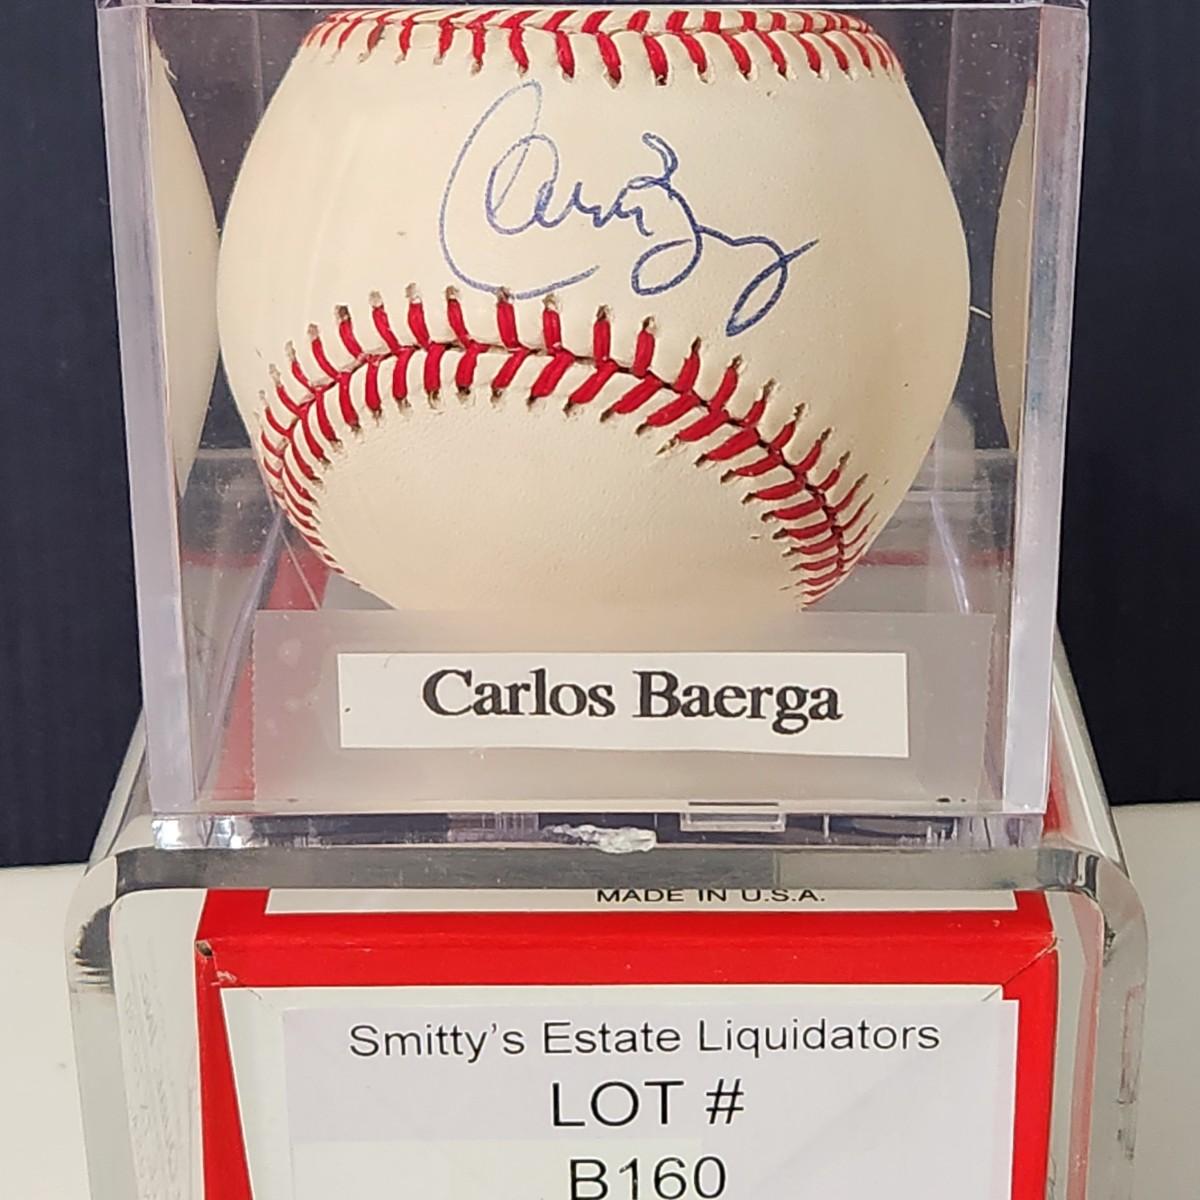 Carlos Baerga
MADE IN U.S.A.
Smitty's Estate Liquidators
LOT #
B160